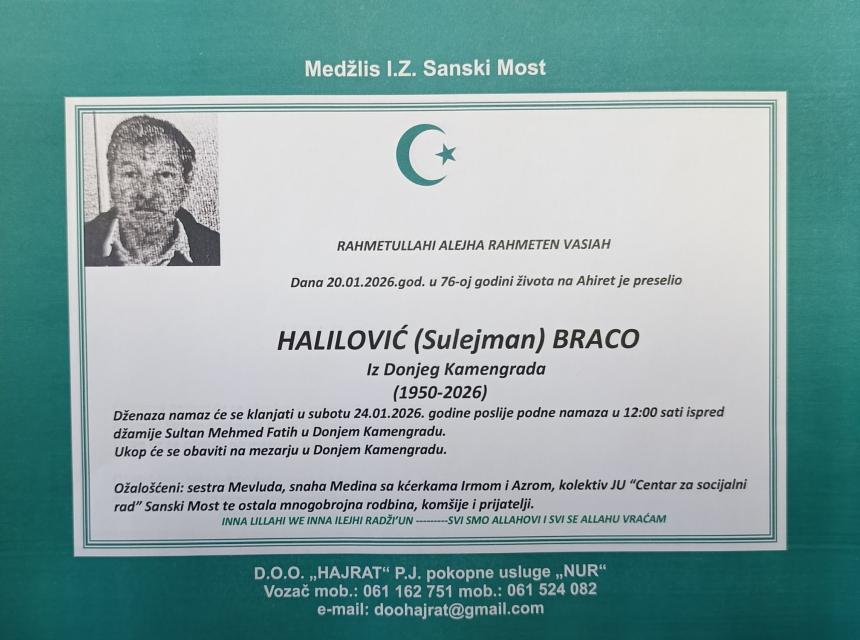 Medžlis I.Z. Sanski Most
RAHMETULLAHI ALEJHA RAHMETEN VASIAH
Dana 20.01.2026.god. u 76-oj godini života na Ahiret je preselio
HALILOVIĆ (Sulejman) BRACO
Iz Donjeg Kamengrada
(1950-2026)
Dženaza namaz će se klanjati u subotu 24.01.2026. godine poslije podne namaza u 12:00 sati ispred
džamije Sultan Mehmed Fatih u Donjem Kamengradu.
Ukop će se obaviti na mezarju u Donjem Kamengradu.
Ožalošćeni: sestra Mevluda, snaha Medina sa kćerkama Irmom i Azrom, kolektiv JU “Centar za socijalni
rad” Sanski Most te ostala mnogobrojna rodbina, komšije i prijatelji.
INNA LILLAHI WE INNA ILEJHI RADŽI’UN ---------SVI SMO ALLAHOVI I SVI SE ALLAHU VRAĆAM
D.O.O. „HAJRAT“ P.J. pokopne usluge „NUR“
Vozač mob.: 061 162 751 mob.: 061 524 082
e-mail: doohajrat@gmail.com